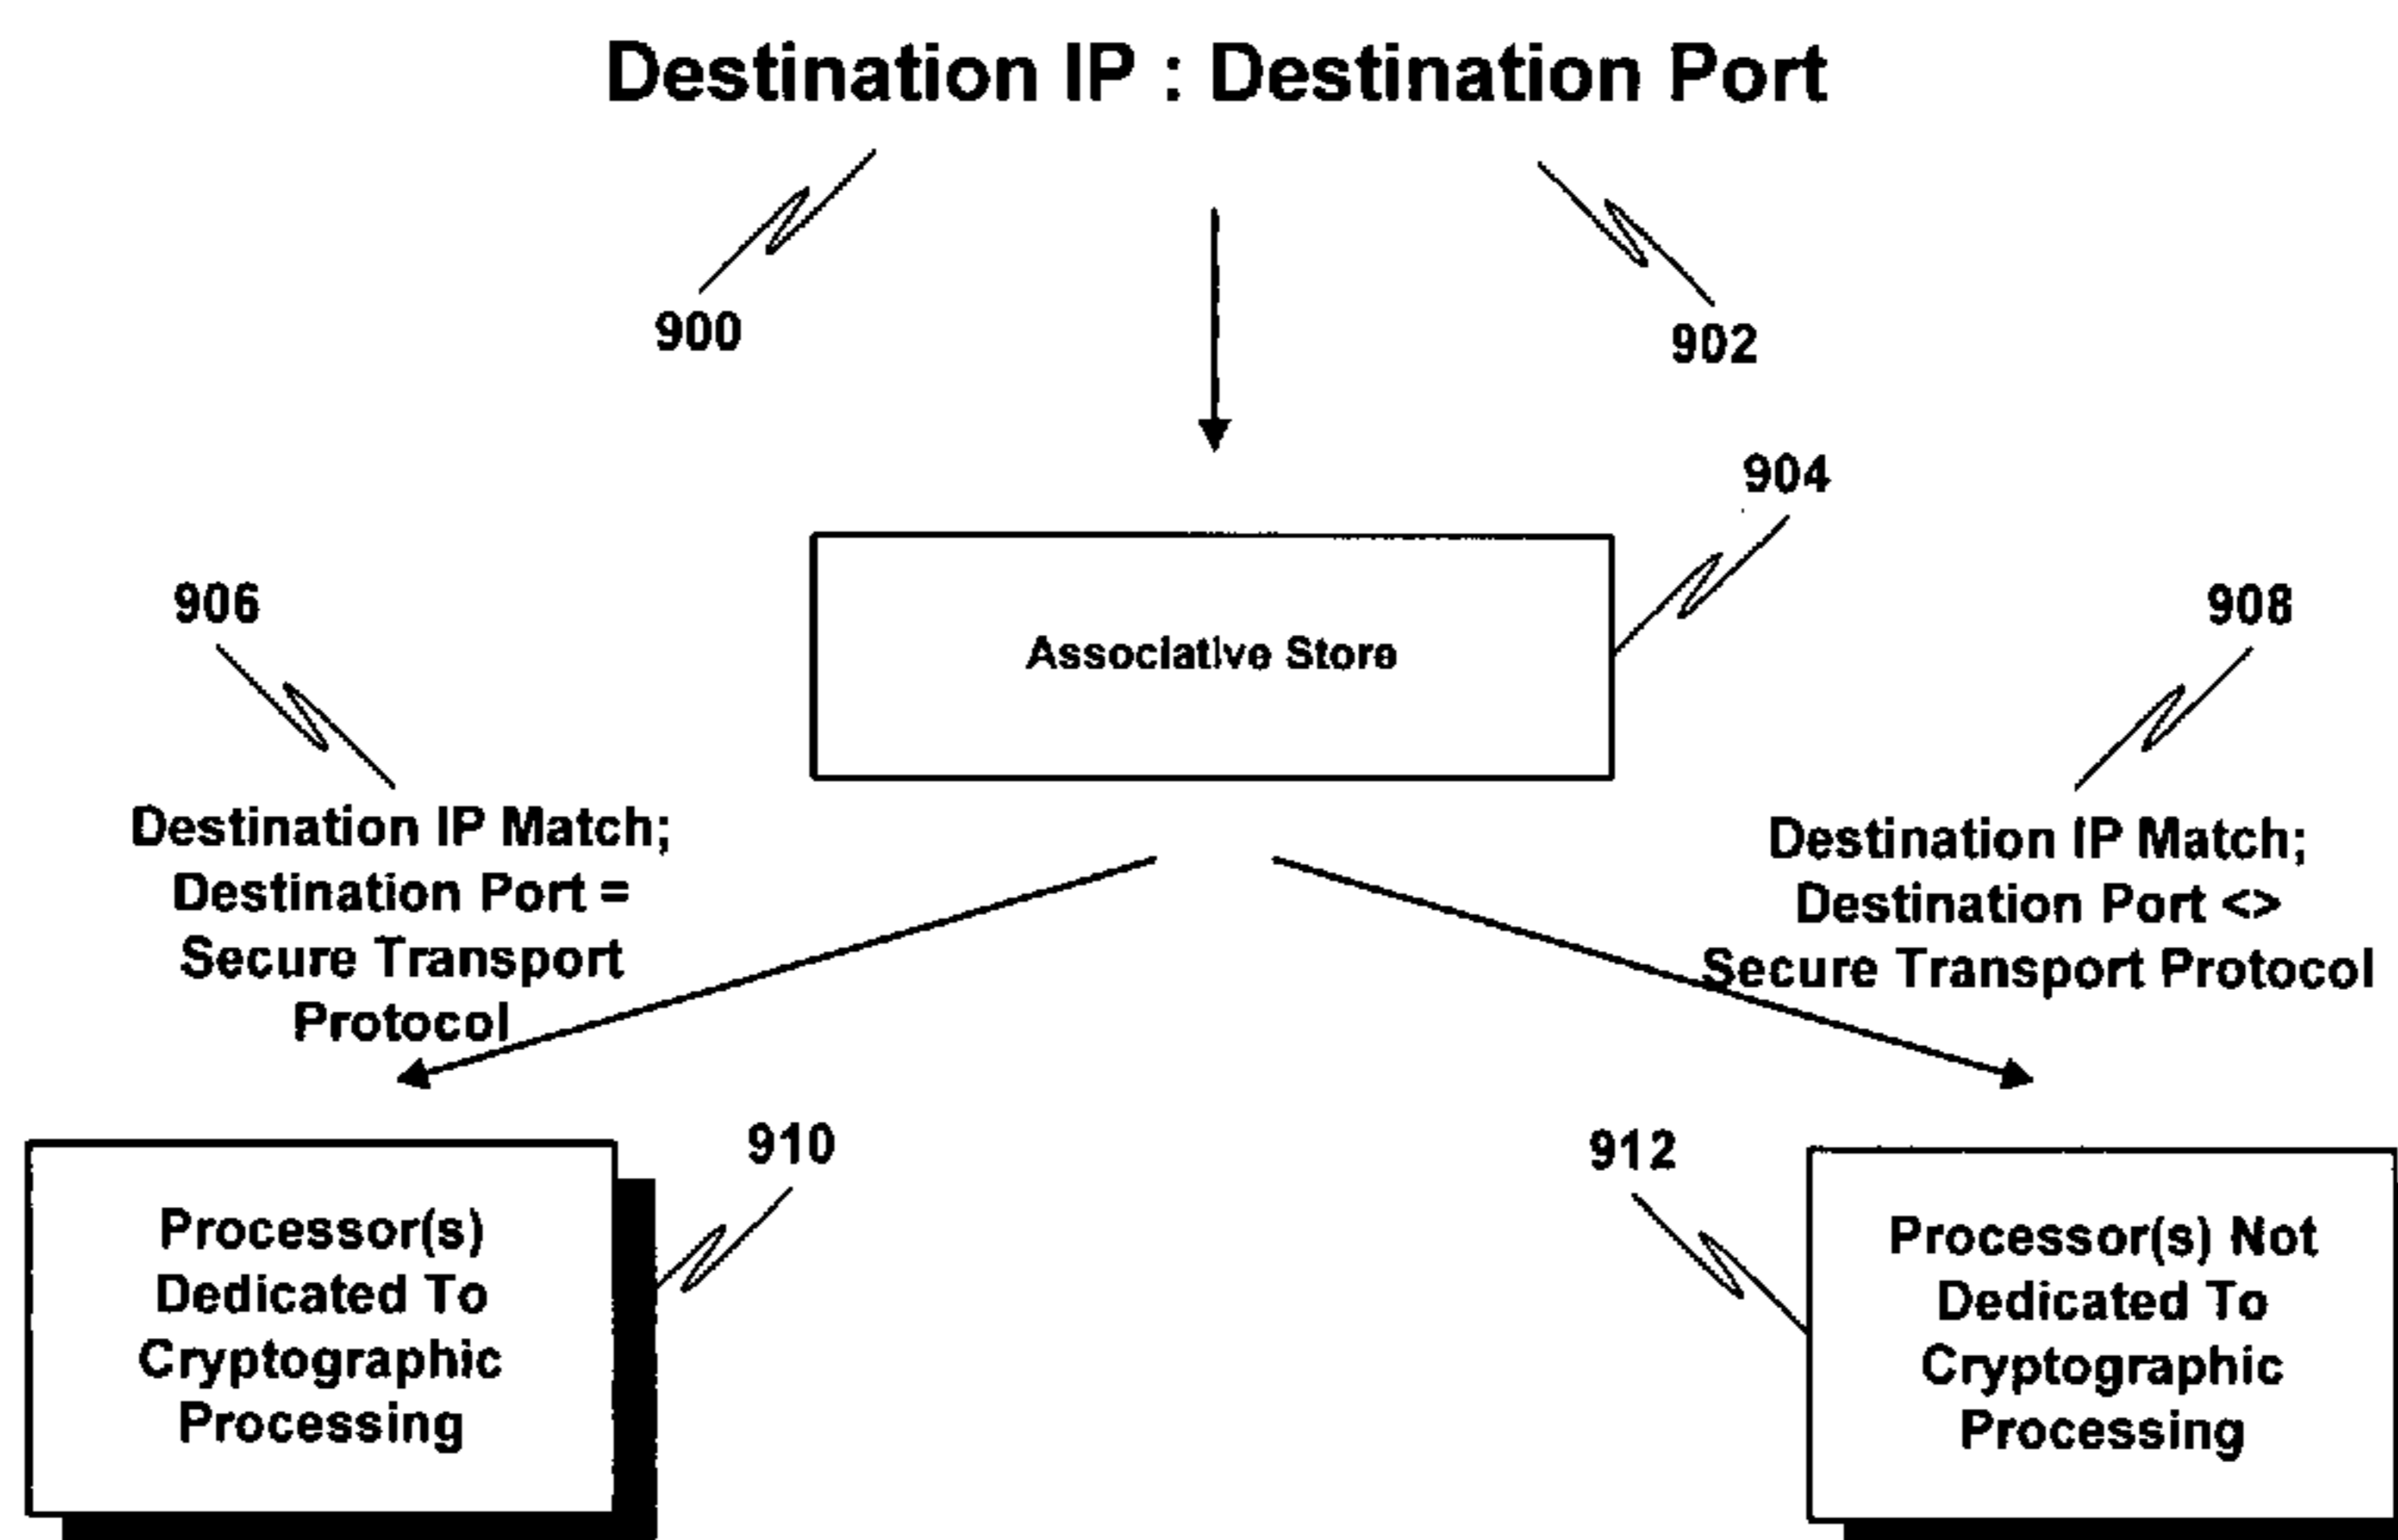 Destination IP : Destination Port
900
902
904
Associative Store
906
908
Destination IP Match;
Destination Port =
Secure Transport
Protocol
Destination IP Match;
Destination Port <>
Secure Transport Protocol
910
912
Processor(s)
Dedicated To
Cryptographic
Processing
Processor(s) Not
Dedicated To
Cryptographic
Processing